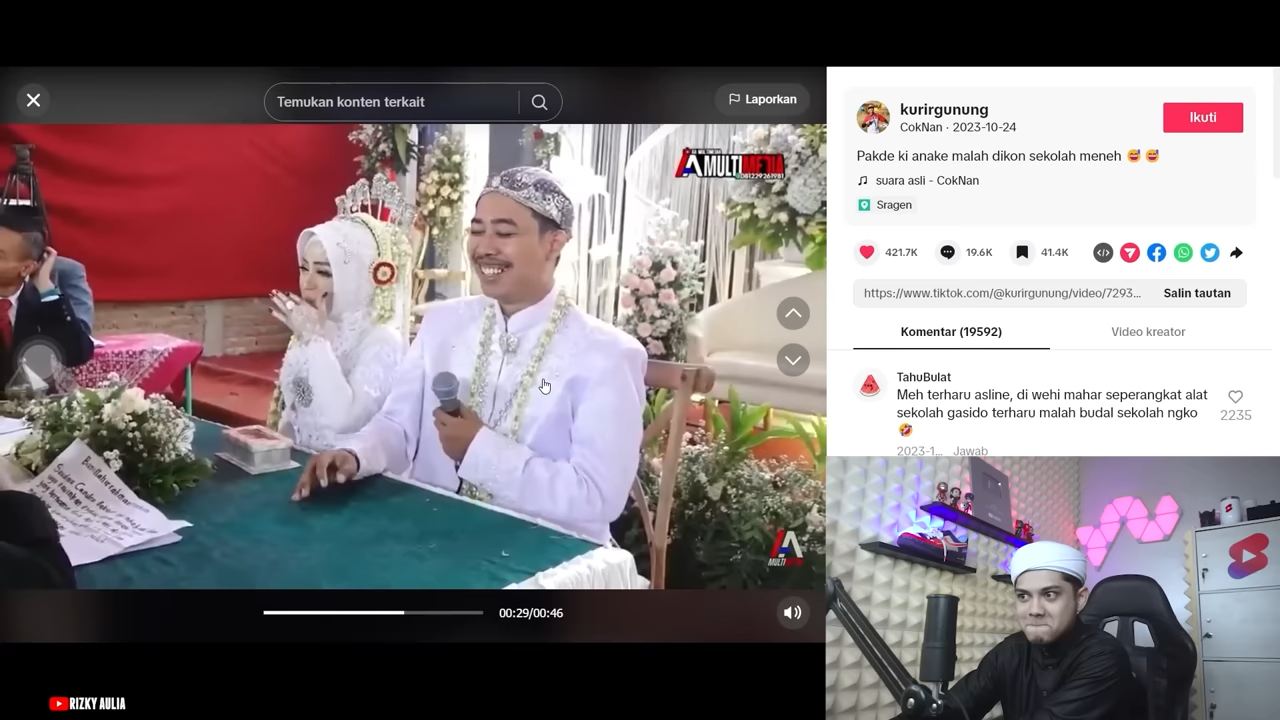 Temukan konten terkait
Laporkan
AMULTIMEDIA
MULTIMEDIA
00:29/00:46
RIZKY AULIA
kurirgunung
CokNan · 2023-10-24
Ikuti
Pakde ki anake malah dikon sekolah meneh 😅 😅
suara asli - CokNan
Sragen
421.7K
19.6K
41.4K
https://www.tiktok.com/@kurirgunung/video/7293...
Salin tautan
Komentar (19592)
Video kreator
TahuBulat
Meh terharu asline, di wehi mahar seperangkat alat
sekolah gasido terharu malah budal sekolah ngko
🤣
2235
2023-1... Jawab